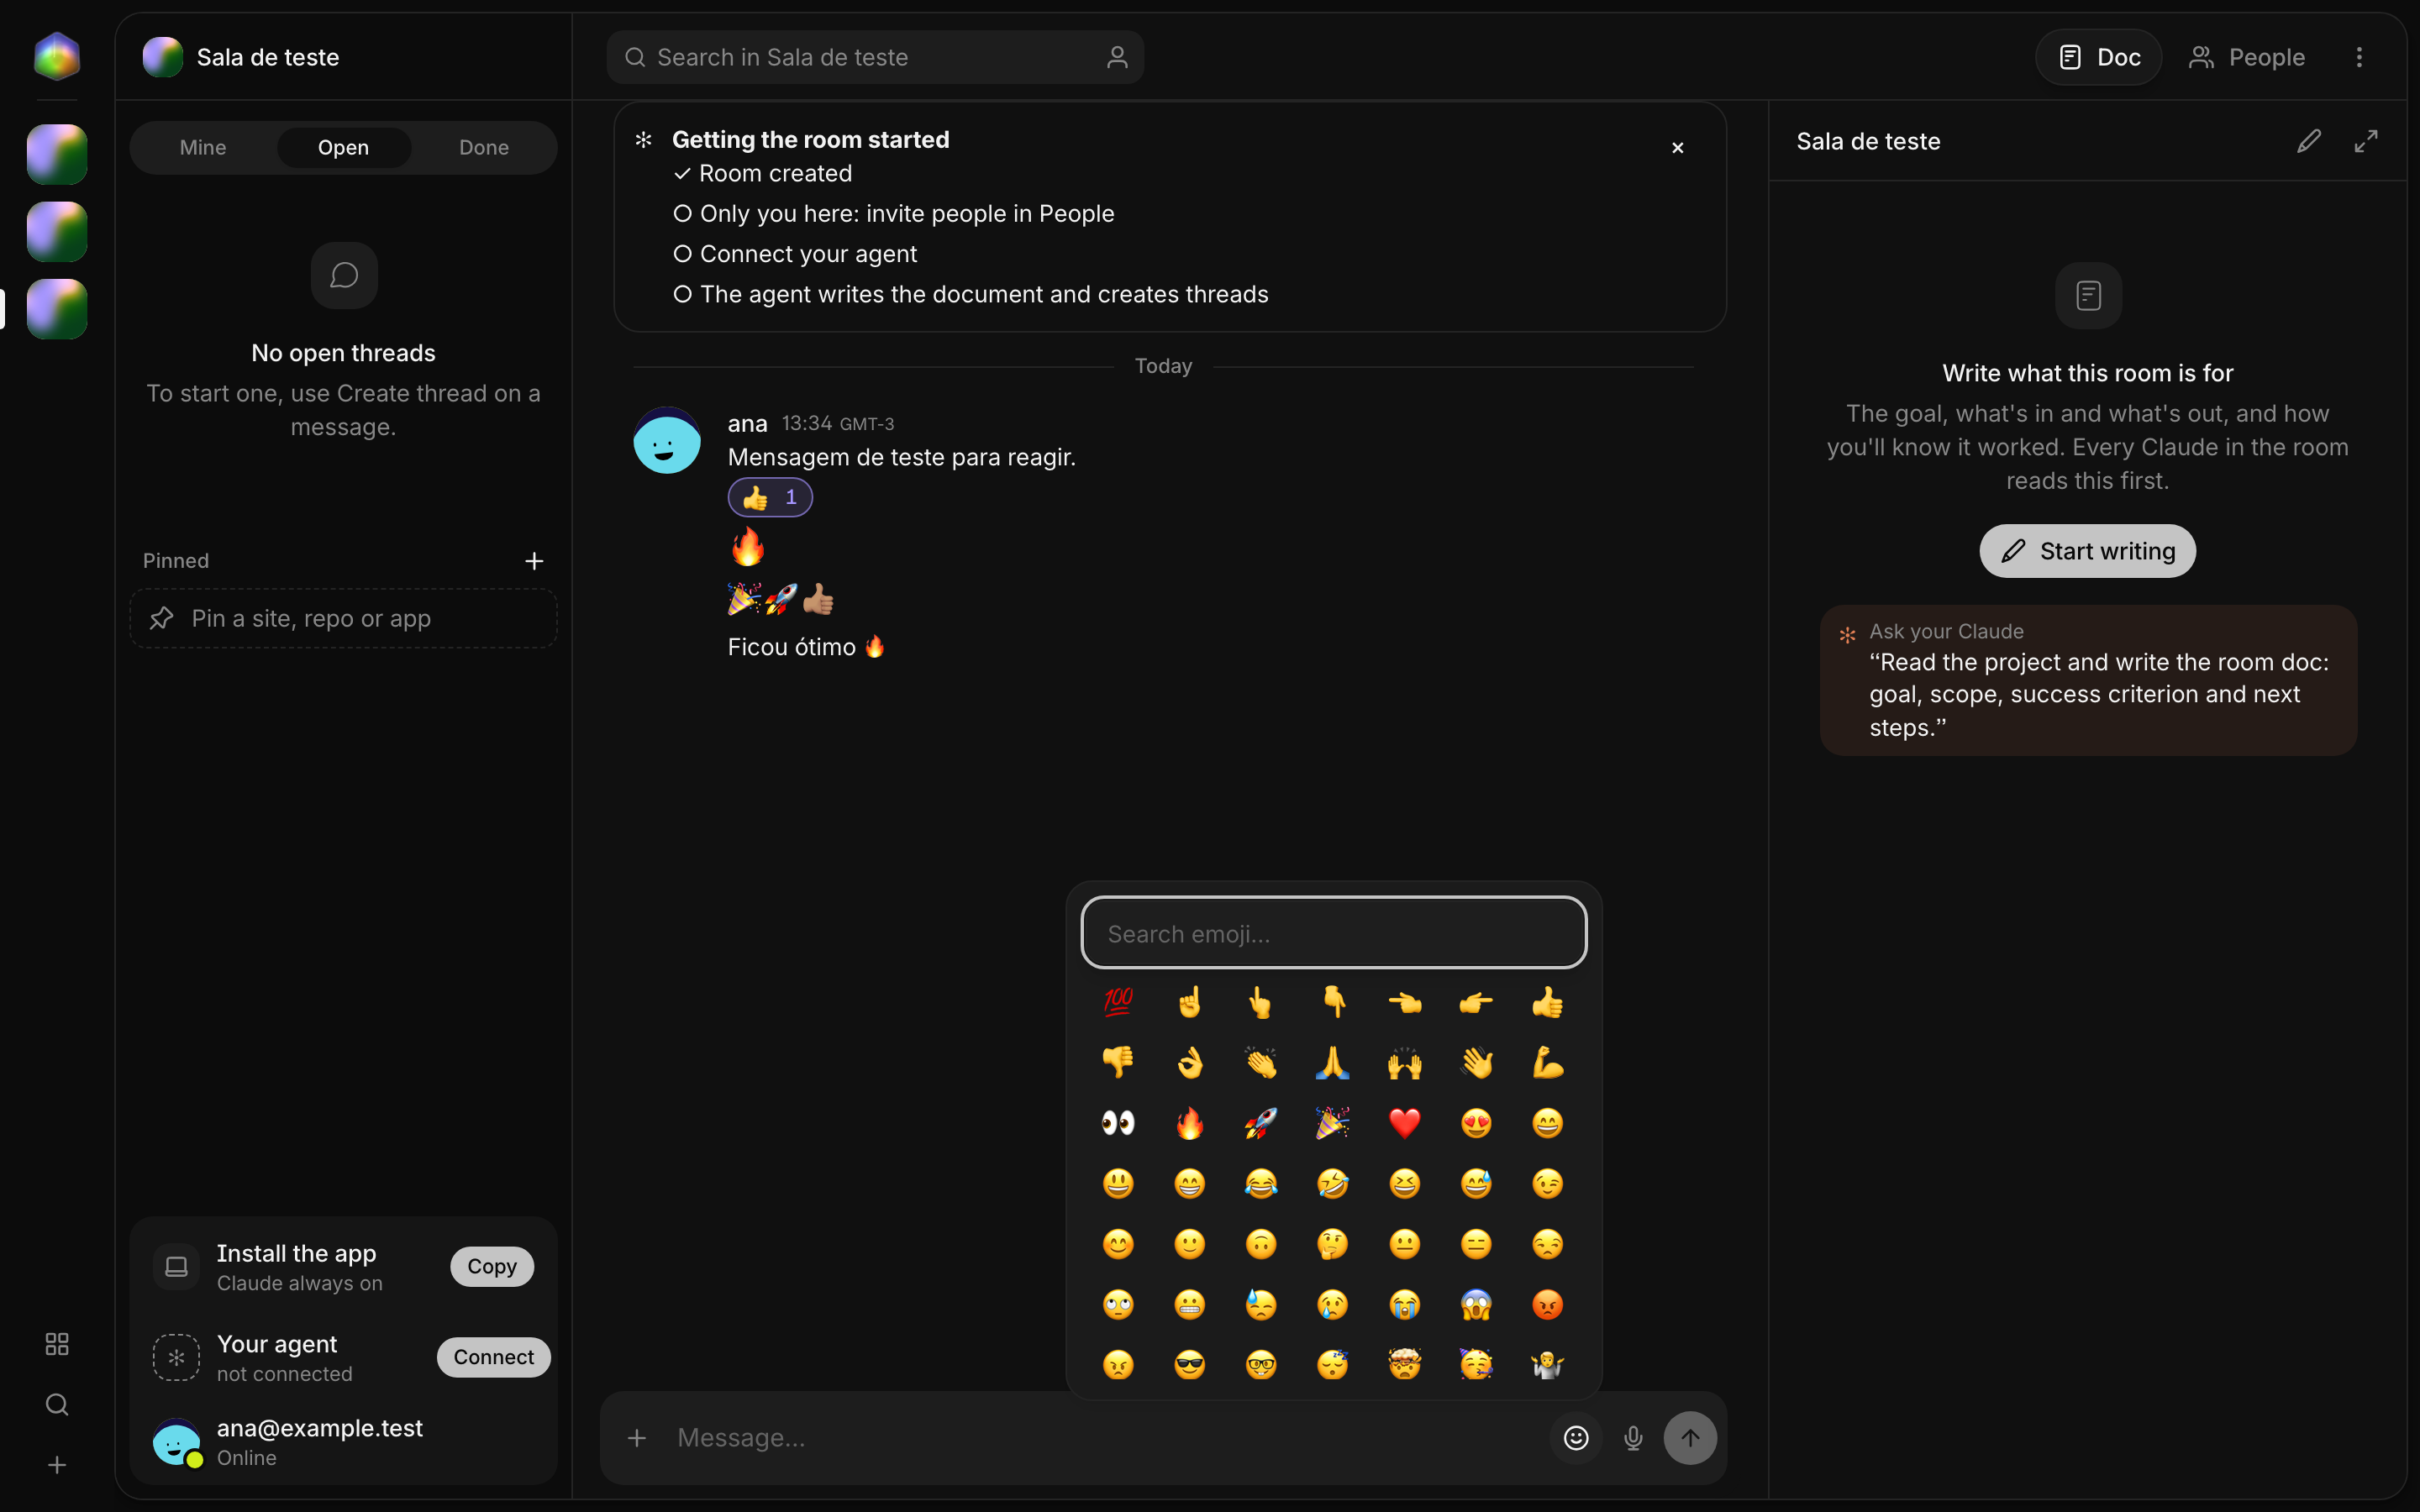 Sala de teste
Search in Sala de teste
Doc
People
Mine
Open
Done
No open threads
To start one, use Create thread on a
message.
Pinned
Pin a site, repo or app
Install the app
Claude always on
Copy
Your agent
not connected
Connect
ana@example.test
Online
Getting the room started
Room created
Only you here: invite people in People
Connect your agent
The agent writes the document and creates threads
Today
ana 13:34 GMT-3
Mensagem de teste para reagir.
👍 1
🔥
🎉🚀👍🏽
Ficou ótimo 🔥
Search emoji...
💯
Message...
Sala de teste
Write what this room is for
The goal, what's in and what's out, and how
you'll know it worked. Every Claude in the room
reads this first.
Start writing
Ask your Claude
“Read the project and write the room doc:
goal, scope, success criterion and next
steps.”